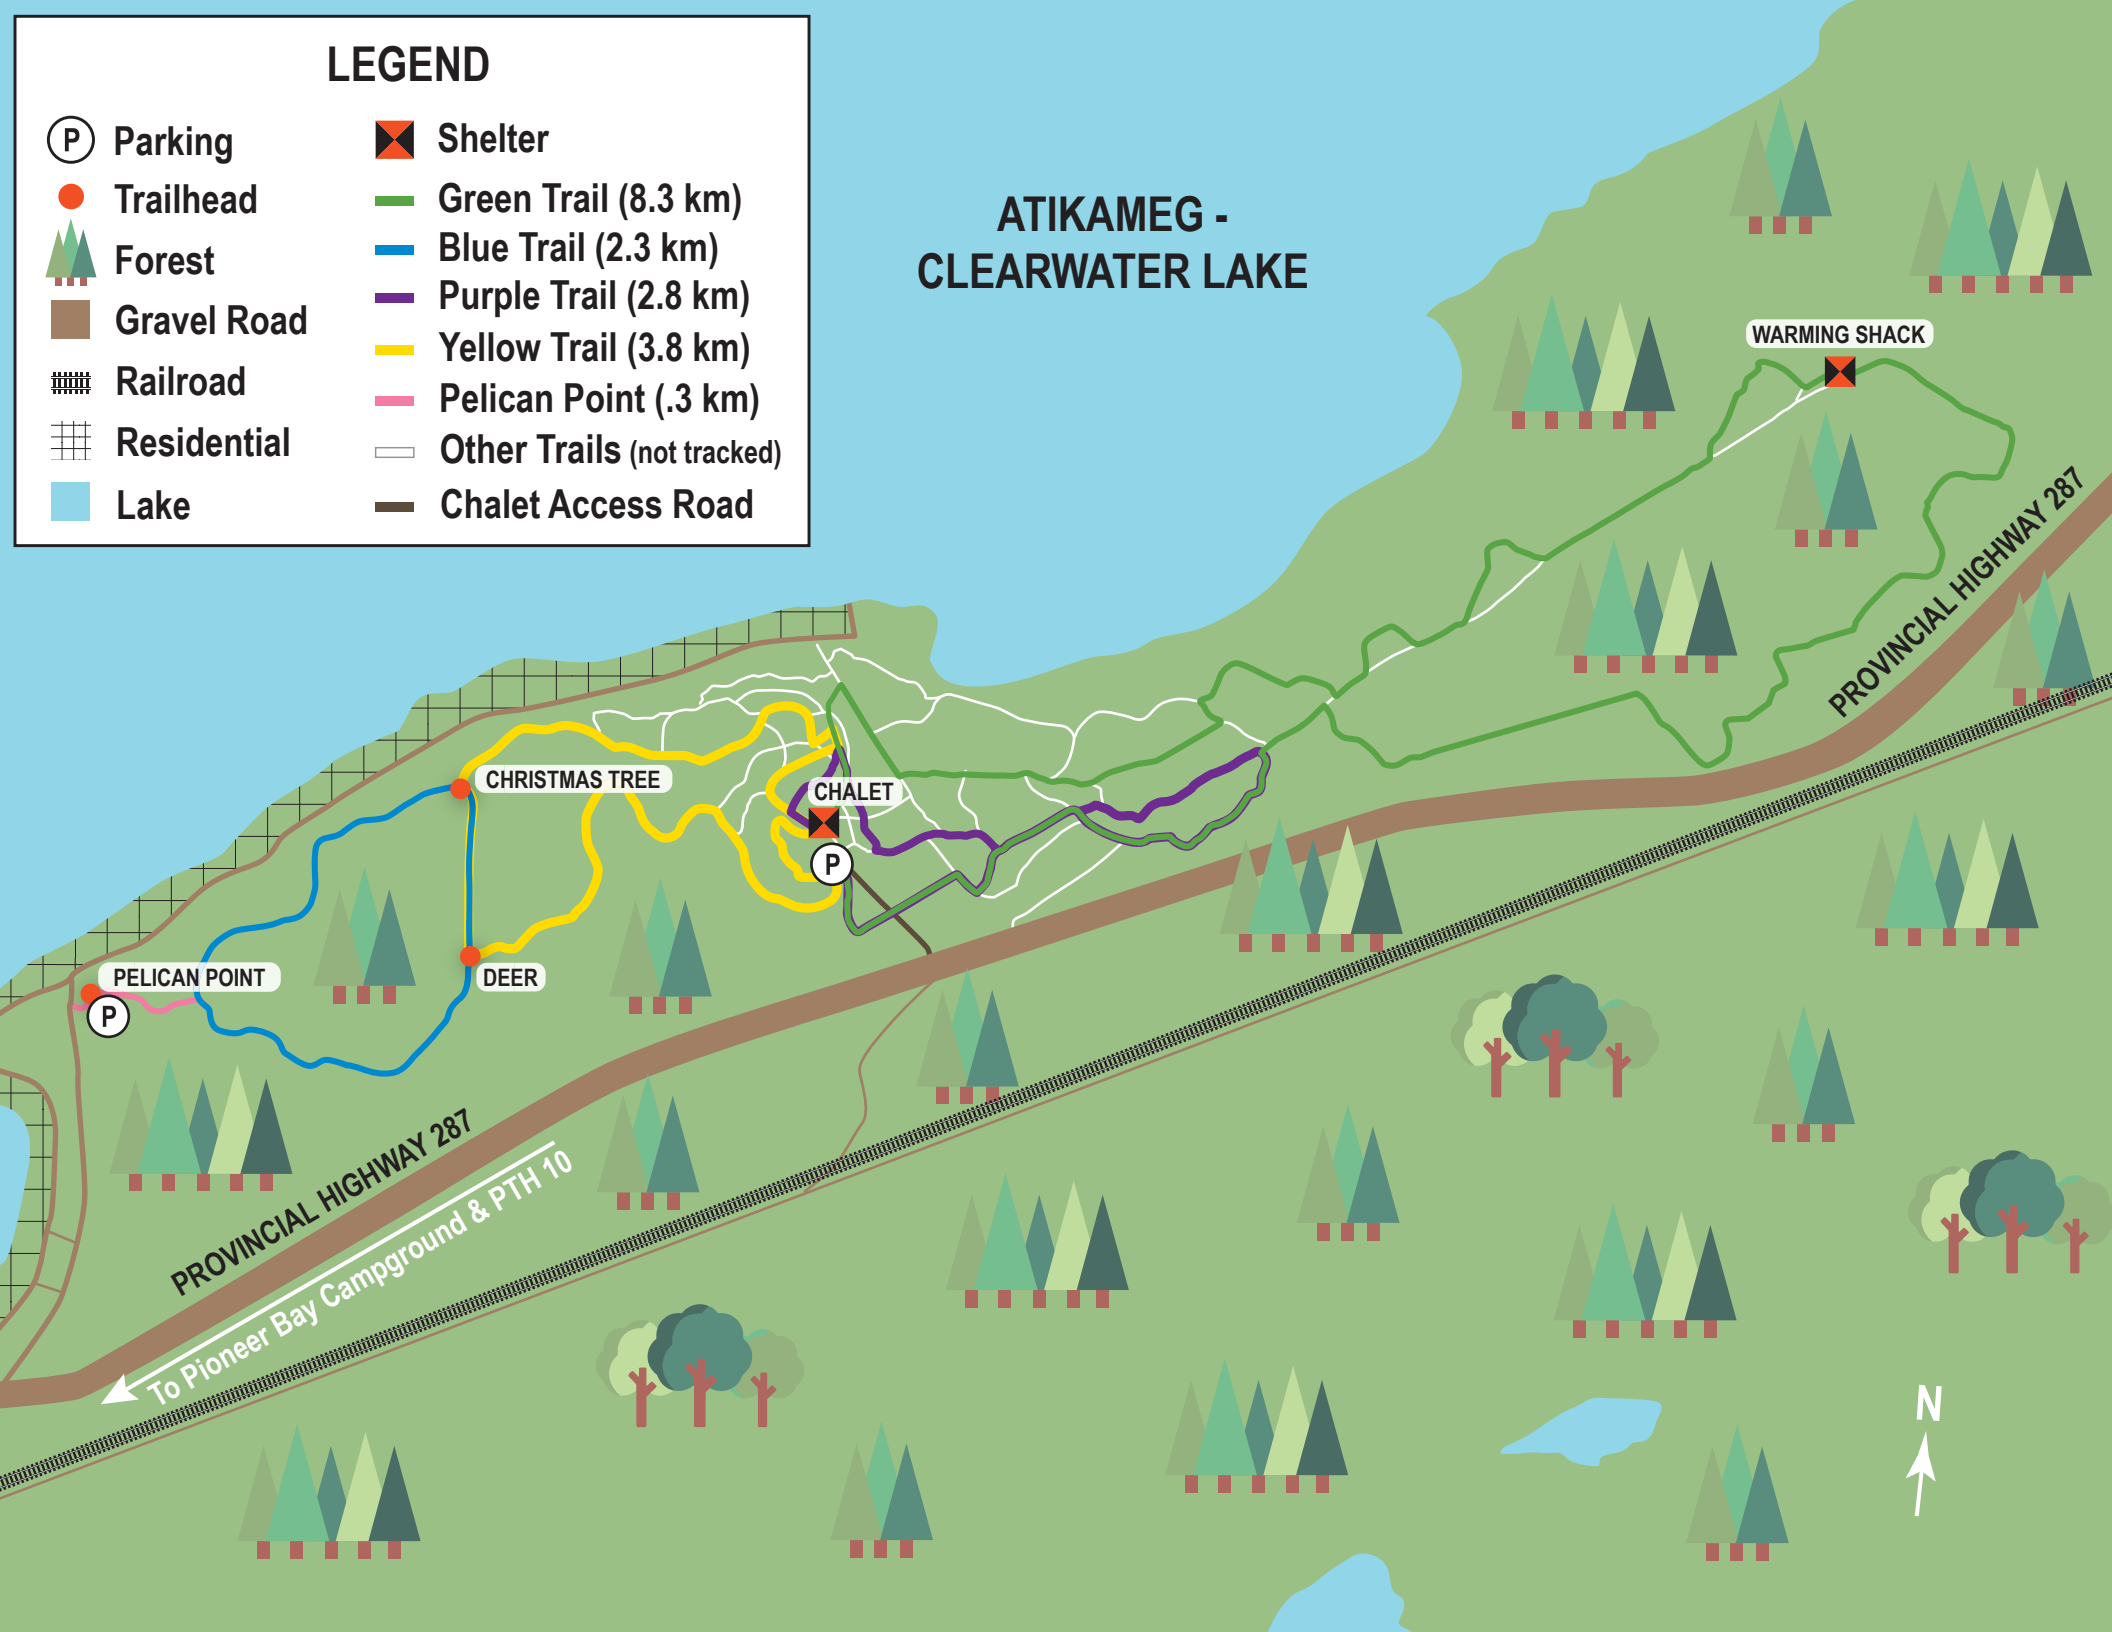 LEGEND
P Parking
Trailhead
Forest
Gravel Road
Railroad
Residential
Lake
Shelter
Green Trail (8.3 km)
Blue Trail (2.3 km)
Purple Trail (2.8 km)
Yellow Trail (3.8 km)
Pelican Point (.3 km)
Other Trails (not tracked)
Chalet Access Road
ATIKAMEG -
CLEARWATER LAKE
WARMING SHACK
PROVINCIAL HIGHWAY 287
CHRISTMAS TREE
CHALET
P
PELICAN POINT
P
DEER
PROVINCIAL HIGHWAY 287
To Pioneer Bay Campground & PTH 10
N